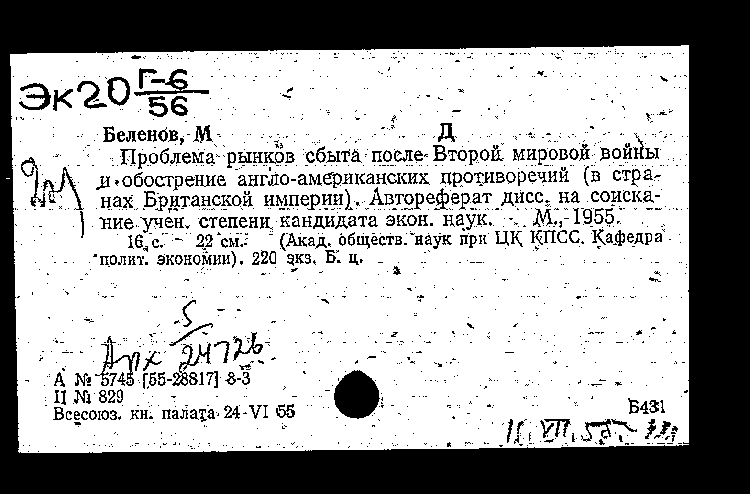 Эк20 Г-6
56
Беленов, М Д
Проблема рынков сбыта после Второй мировой войны
и обострение англо-американских противоречий (в стра-
нах Британской империи). Автореферат дисс. на соиска-
ние учен. степени кандидата экон. наук. М., 1955.
16 с. 22 см. (Акад. обществ. наук при ЦК КПСС. Кафедра
полит. экономии). 220 экз. Б. ц.
5
Арх 24726
А № 5745 [55-28817] 8-3
П № 829
Всесоюз. кн. палата 24-VI 55
Б431